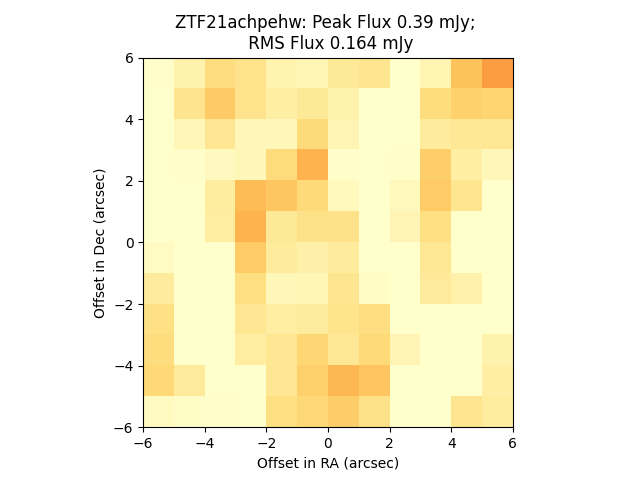 ZTF21achpehw: Peak Flux 0.39 mJy;
RMS Flux 0.164 mJy
6
4
2
0
−2
−4
−6
Offset in Dec (arcsec)
−6 −4 −2 0 2 4 6
Offset in RA (arcsec)